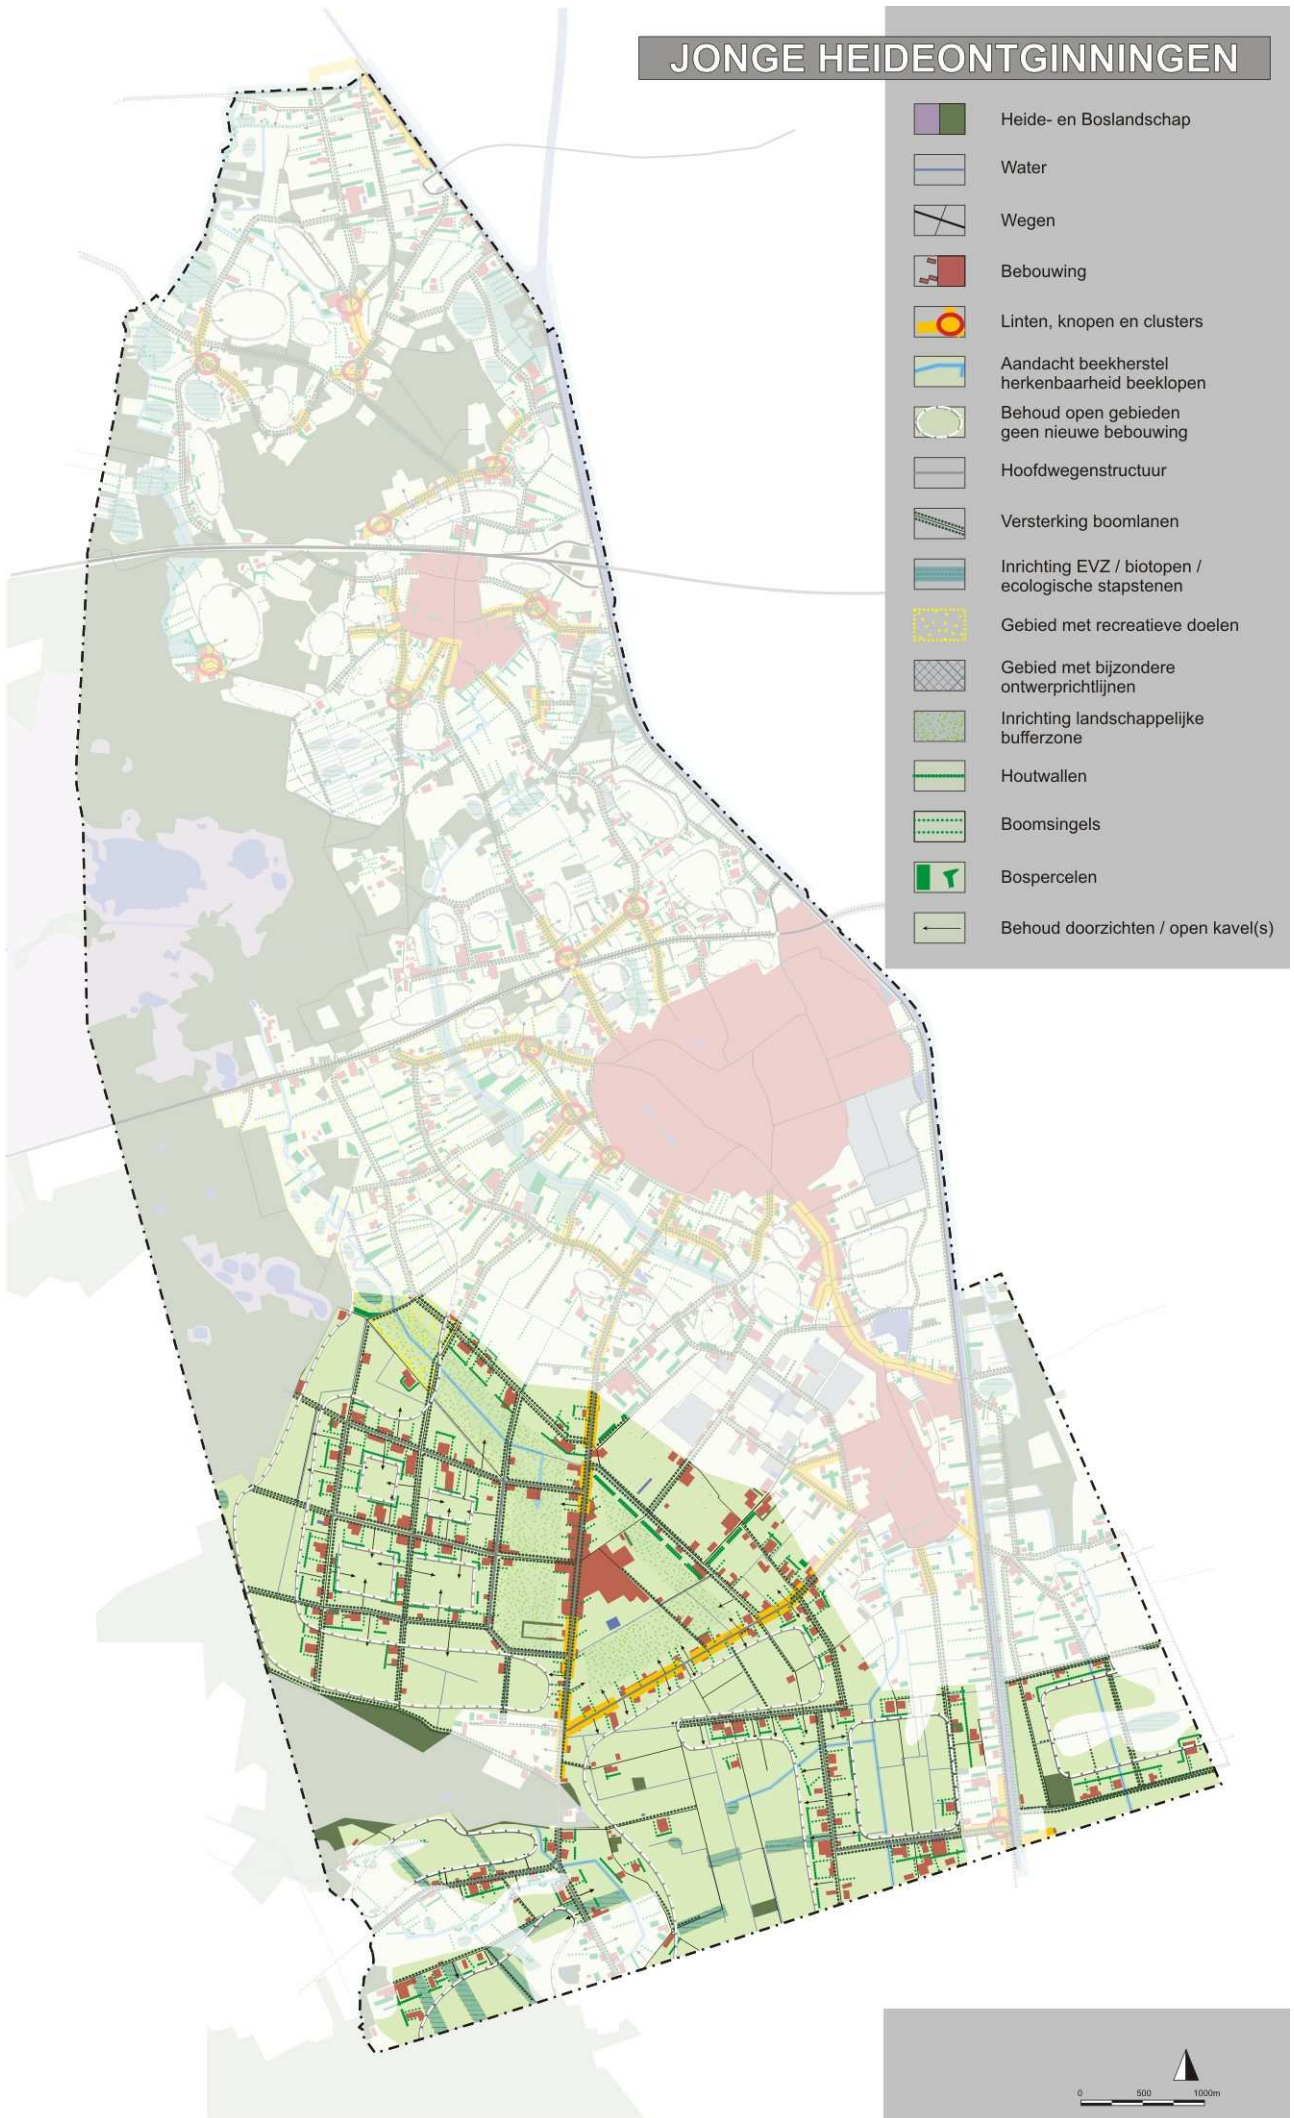 JONGE HEIDEONTGINNINGEN
Heide- en Boslandschap
Water
Wegen
Bebouwing
Linten, knopen en clusters
Aandacht beekherstel
herkenbaarheid beeklopen
Behoud open gebieden
geen nieuwe bebouwing
Hoofdwegenstructuur
Versterking boomlanen
Inrichting EVZ / biotopen /
ecologische stapstenen
Gebied met recreatieve doelen
Gebied met bijzondere
ontwerprichtlijnen
Inrichting landschappelijke
bufferzone
Houtwallen
Boomsingels
Bospercelen
Behoud doorzichten / open kavel(s)
0 500 1000m